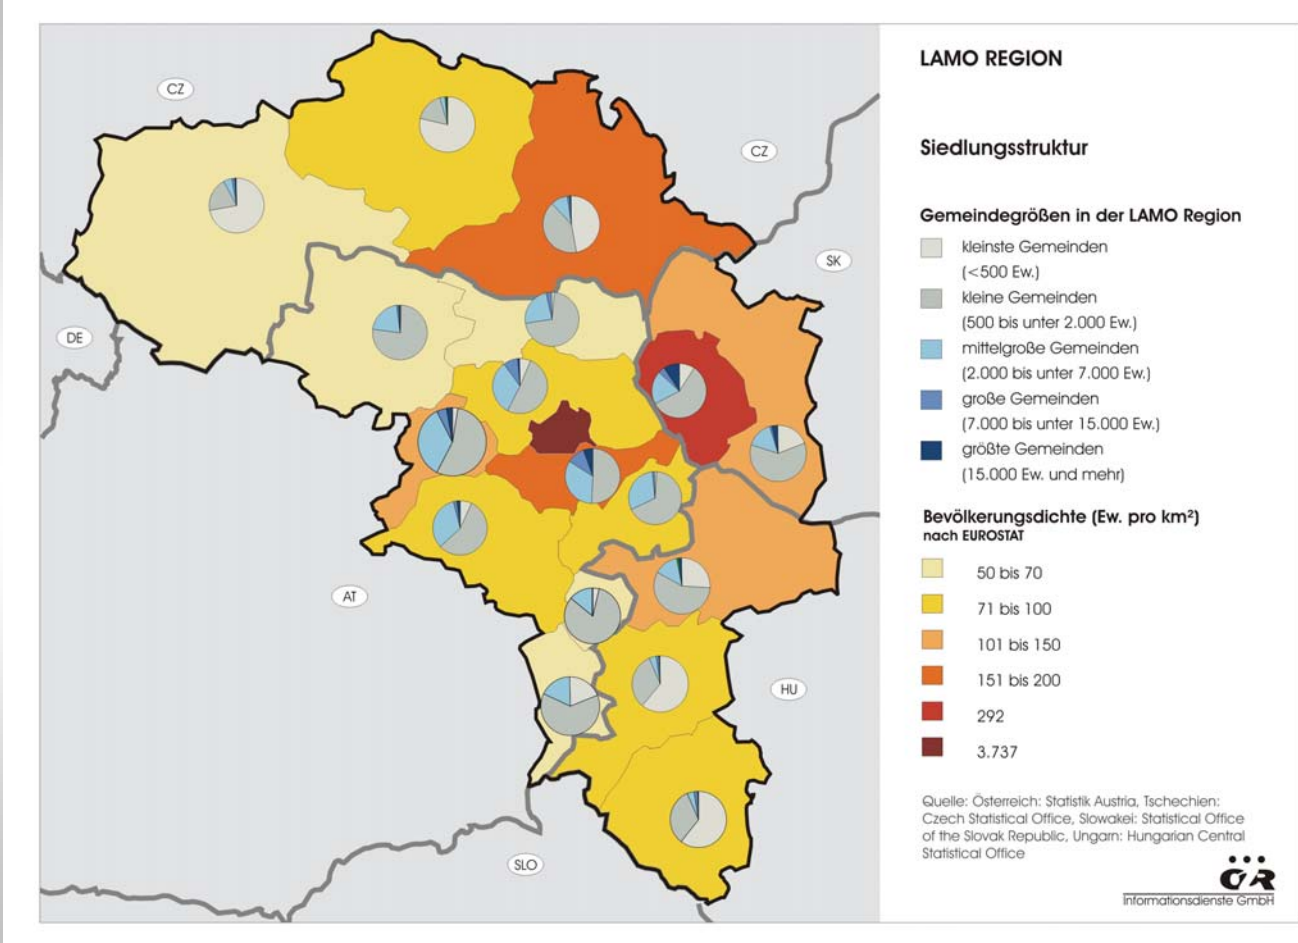 LAMO REGION
Siedlungsstruktur
Gemeindegrößen in der LAMO Region
kleinste Gemeinden
(<500 Ew.)
kleine Gemeinden
(500 bis unter 2.000 Ew.)
mittelgroße Gemeinden
(2.000 bis unter 7.000 Ew.)
große Gemeinden
(7.000 bis unter 15.000 Ew.)
größte Gemeinden
(15.000 Ew. und mehr)
Bevölkerungsdichte (Ew. pro km²)
nach EUROSTAT
50 bis 70
71 bis 100
101 bis 150
151 bis 200
292
3.737
Quelle: Österreich: Statistik Austria, Tschechien:
Czech Statistical Office, Slowakei: Statistical Office
of the Slovak Republic, Ungarn: Hungarian Central
Statistical Office
ÖIR
Informationsdienste GmbH
CZ
CZ
SK
DE
AT
HU
SLO